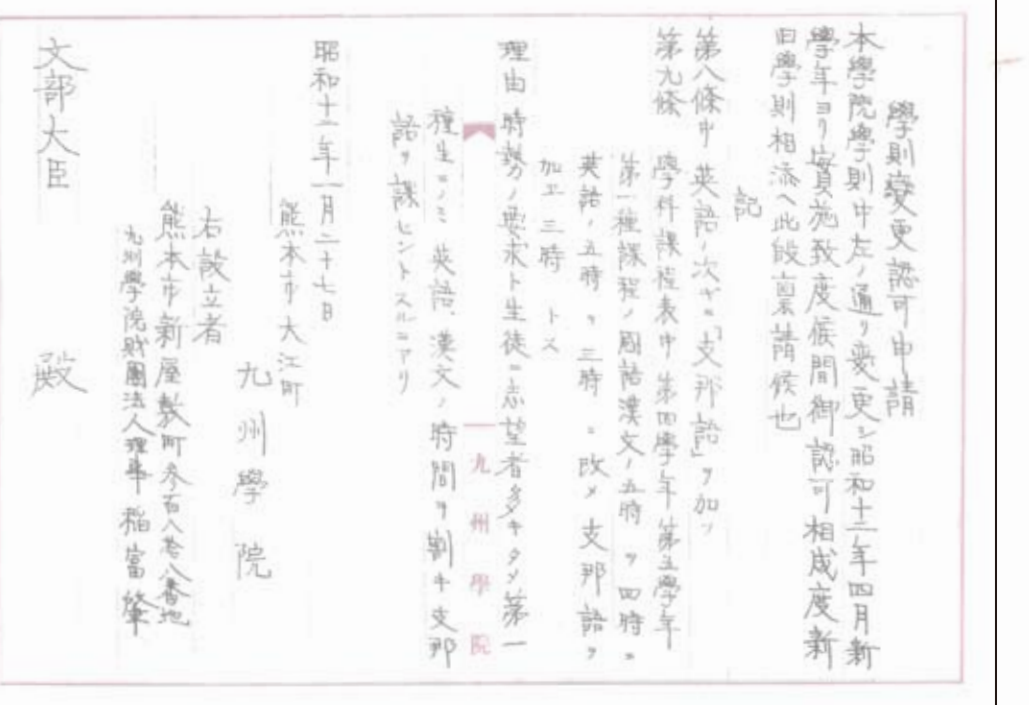 學則變更認可申請
本學院學則中左ノ通リ変更シ昭和十二年四月新
學年ヨリ實施致度候間御認可相成度新
旧學則相添ヘ此段稟請候也
記
第八條中 英語ノ次ギニ「支那語」ヲ加フ
第九條 學科課程表中 第四學年 第五學年
第一種課程ノ國語漢文ノ五時ヲ四時ニ
英語ノ五時ヲ三時ニ改メ支那語ヲ
加エ三時トス
理由 時勢ノ要求ト生徒ニ志望者多キタメ第一
九州學院
種生ニノミ英語、漢文ノ時間ヲ割キ支那
語ヲ課セントスルニアリ
昭和十二年一月二十七日
熊本市大江町
九州學院
右設立者
熊本市新屋敷町参百八拾八番地
九州學院財團法人理事 稲富肇
文部大臣 殿